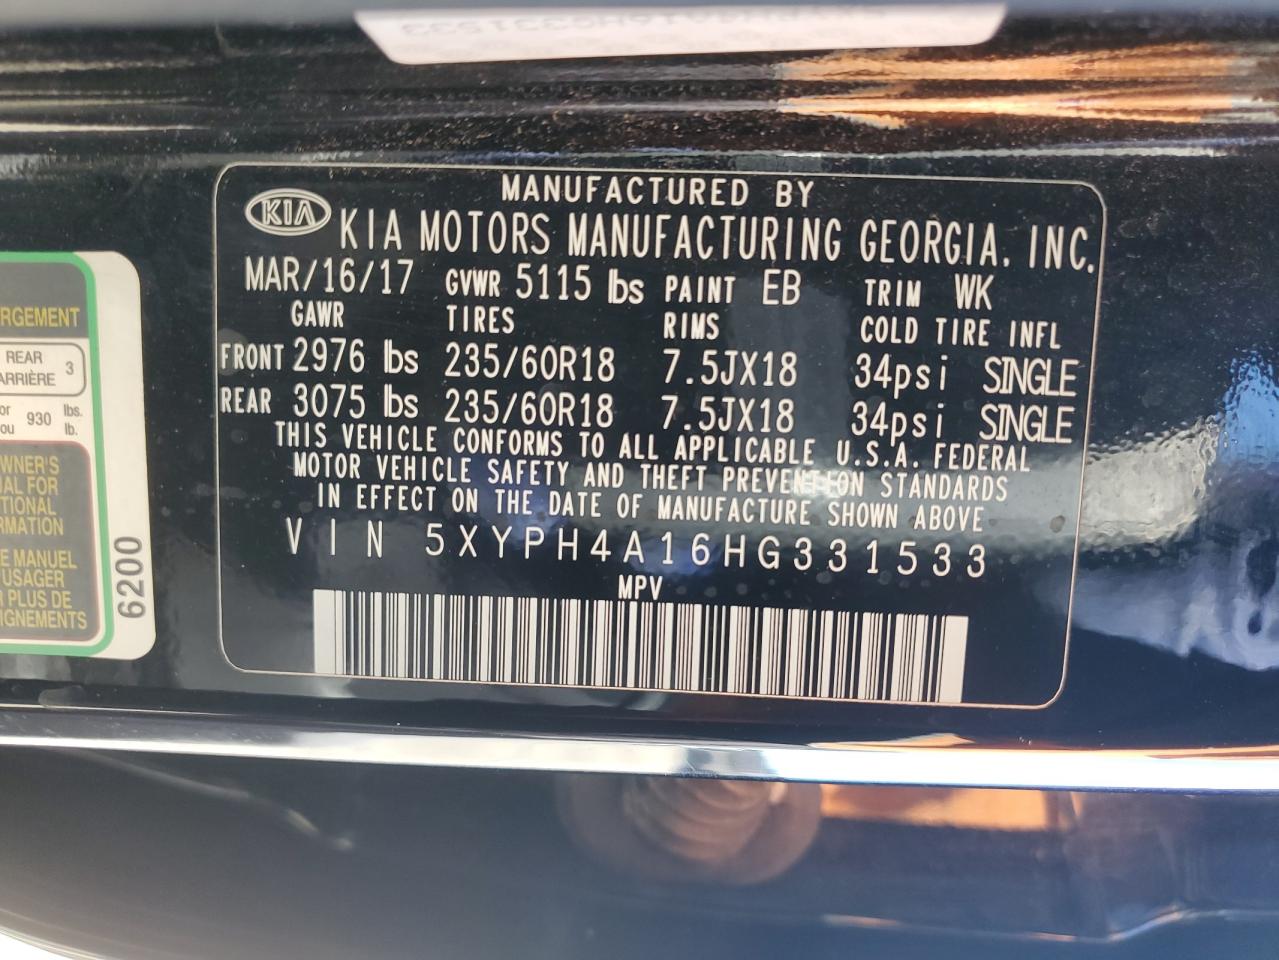 331533
MANUFACTURED BY
KIA
KIA MOTORS MANUFACTURING GEORGIA, INC.
MAR/16/17 GVWR 5115 lbs PAINT EB TRIM WK
GAWR TIRES RIMS COLD TIRE INFL
FRONT 2976 lbs 235/60R18 7.5JX18 34psi SINGLE
REAR 3075 lbs 235/60R18 7.5JX18 34psi SINGLE
THIS VEHICLE CONFORMS TO ALL APPLICABLE U.S.A. FEDERAL
MOTOR VEHICLE SAFETY AND THEFT PREVENTION STANDARDS
IN EFFECT ON THE DATE OF MANUFACTURE SHOWN ABOVE
VIN 5XYPH4A16HG331533
MPV
RGEMENT
REAR 3
ARRIÈRE
or 930 lbs.
ou lb.
WNER'S
AL FOR
TIONAL
RMATION
E MANUEL
USAGER
R PLUS DE
IGNEMENTS
6200